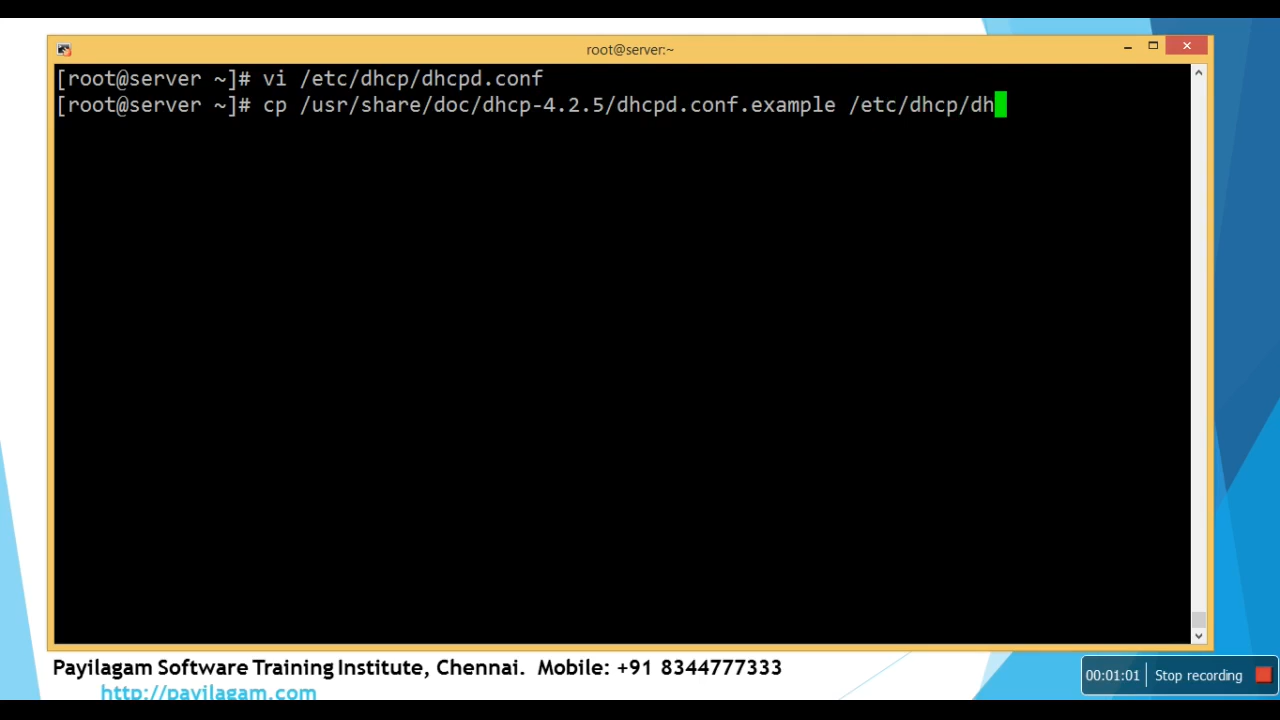 root@server:~
[root@server ~]# vi /etc/dhcp/dhcpd.conf
[root@server ~]# cp /usr/share/doc/dhcp-4.2.5/dhcpd.conf.example /etc/dhcp/dh
Payilagam Software Training Institute, Chennai. Mobile: +91 8344777333
http://payilagam.com
00:01:01 Stop recording